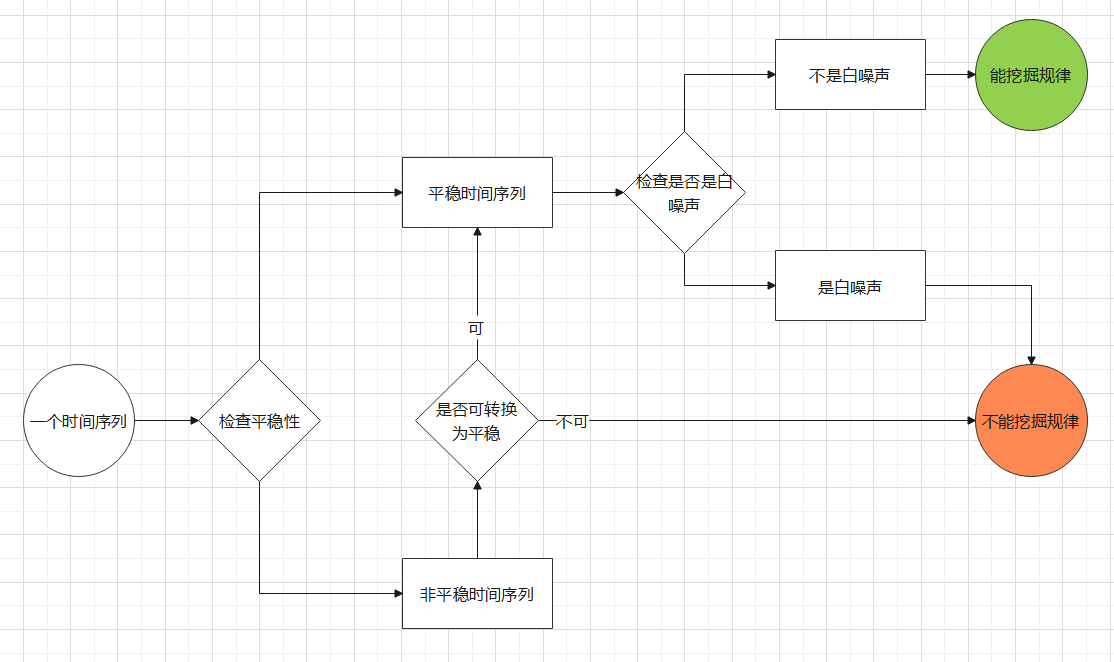 不是白噪声
能挖掘规律
平稳时间序列
检查是否是白
噪声
是白噪声
可
一个时间序列
检查平稳性
是否可转换
为平稳
不可
不能挖掘规律
非平稳时间序列